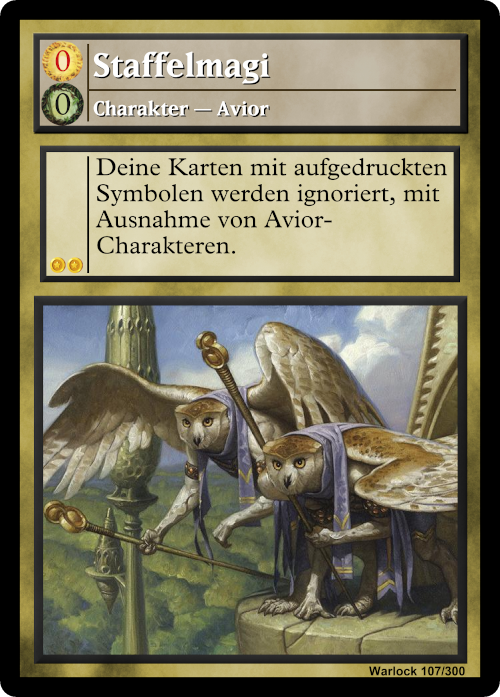 0
Staffelmagi
0
Charakter — Avior
Deine Karten mit aufgedruckten
Symbolen werden ignoriert, mit
Ausnahme von Avior-
Charakteren.
Warlock 107/300